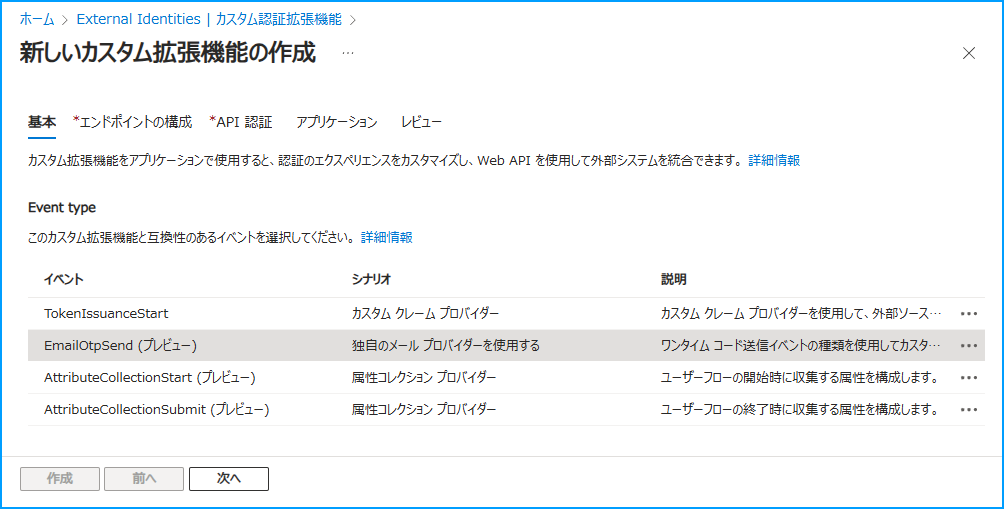 ホーム > External Identities | カスタム認証拡張機能 >
新しいカスタム拡張機能の作成 …
基本 *エンドポイントの構成 *API 認証 アプリケーション レビュー
カスタム拡張機能をアプリケーションで使用すると、認証のエクスペリエンスをカスタマイズし、Web API を使用して外部システムを統合できます。 詳細情報
Event type
このカスタム拡張機能と互換性のあるイベントを選択してください。 詳細情報
イベント シナリオ 説明
TokenIssuanceStart カスタム クレーム プロバイダー カスタム クレーム プロバイダーを使用して、外部ソース…
EmailOtpSend (プレビュー) 独自のメール プロバイダーを使用する ワンタイム コード送信イベントの種類を使用してカスタ…
AttributeCollectionStart (プレビュー) 属性コレクション プロバイダー ユーザーフローの開始時に収集する属性を構成します。
AttributeCollectionSubmit (プレビュー) 属性コレクション プロバイダー ユーザーフローの終了時に収集する属性を構成します。
作成 前へ 次へ